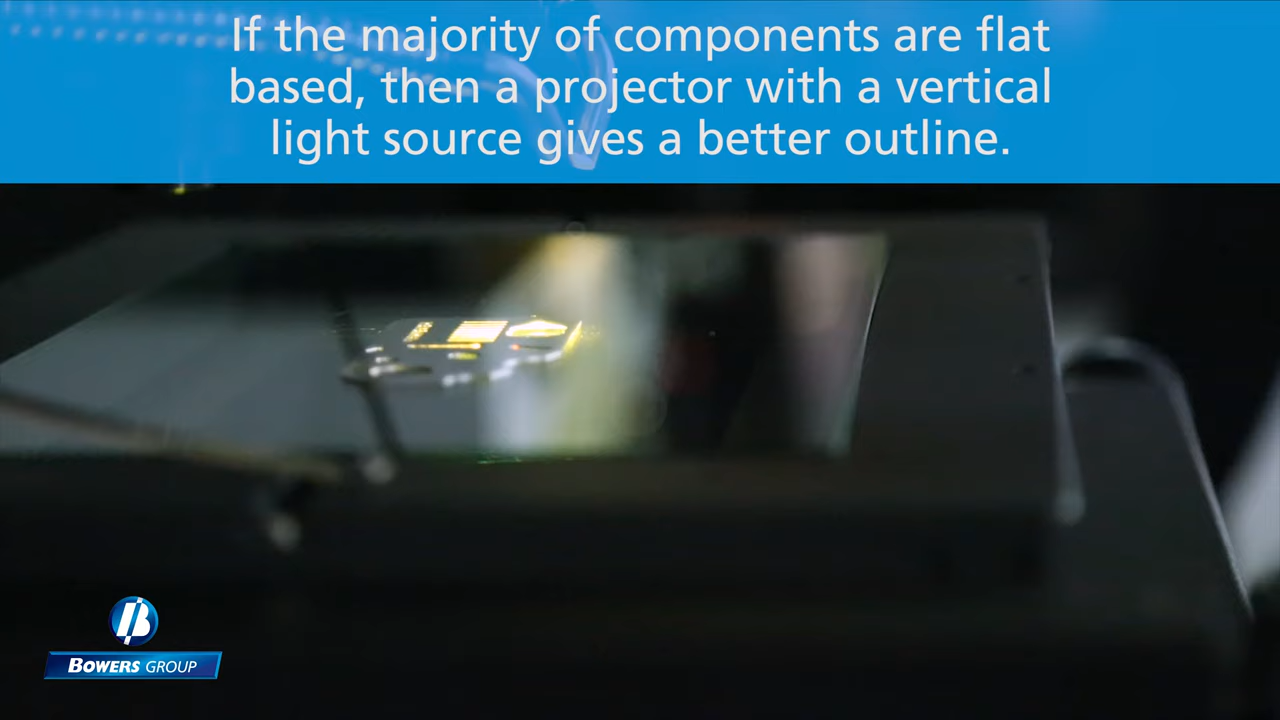 If the majority of components are flat
based, then a projector with a vertical
light source gives a better outline.
B
BOWERS GROUP